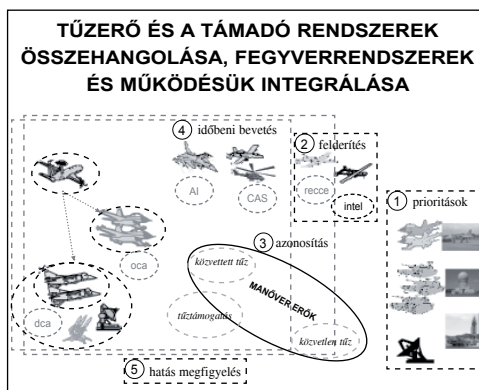 TŰZERŐ ÉS A TÁMADÓ RENDSZEREK
ÖSSZEHANGOLÁSA, FEGYVERRENDSZEREK
ÉS MŰKÖDÉSÜK INTEGRÁLÁSA
4 időbeni bevetés
2 felderítés
AI
CAS
recce
intel
1 prioritások
oca
3 azonosítás
közvetett tűz
MANŐVER ERŐK
dca
tűztámogatás
közvetlen tűz
5 hatás megfigyelés